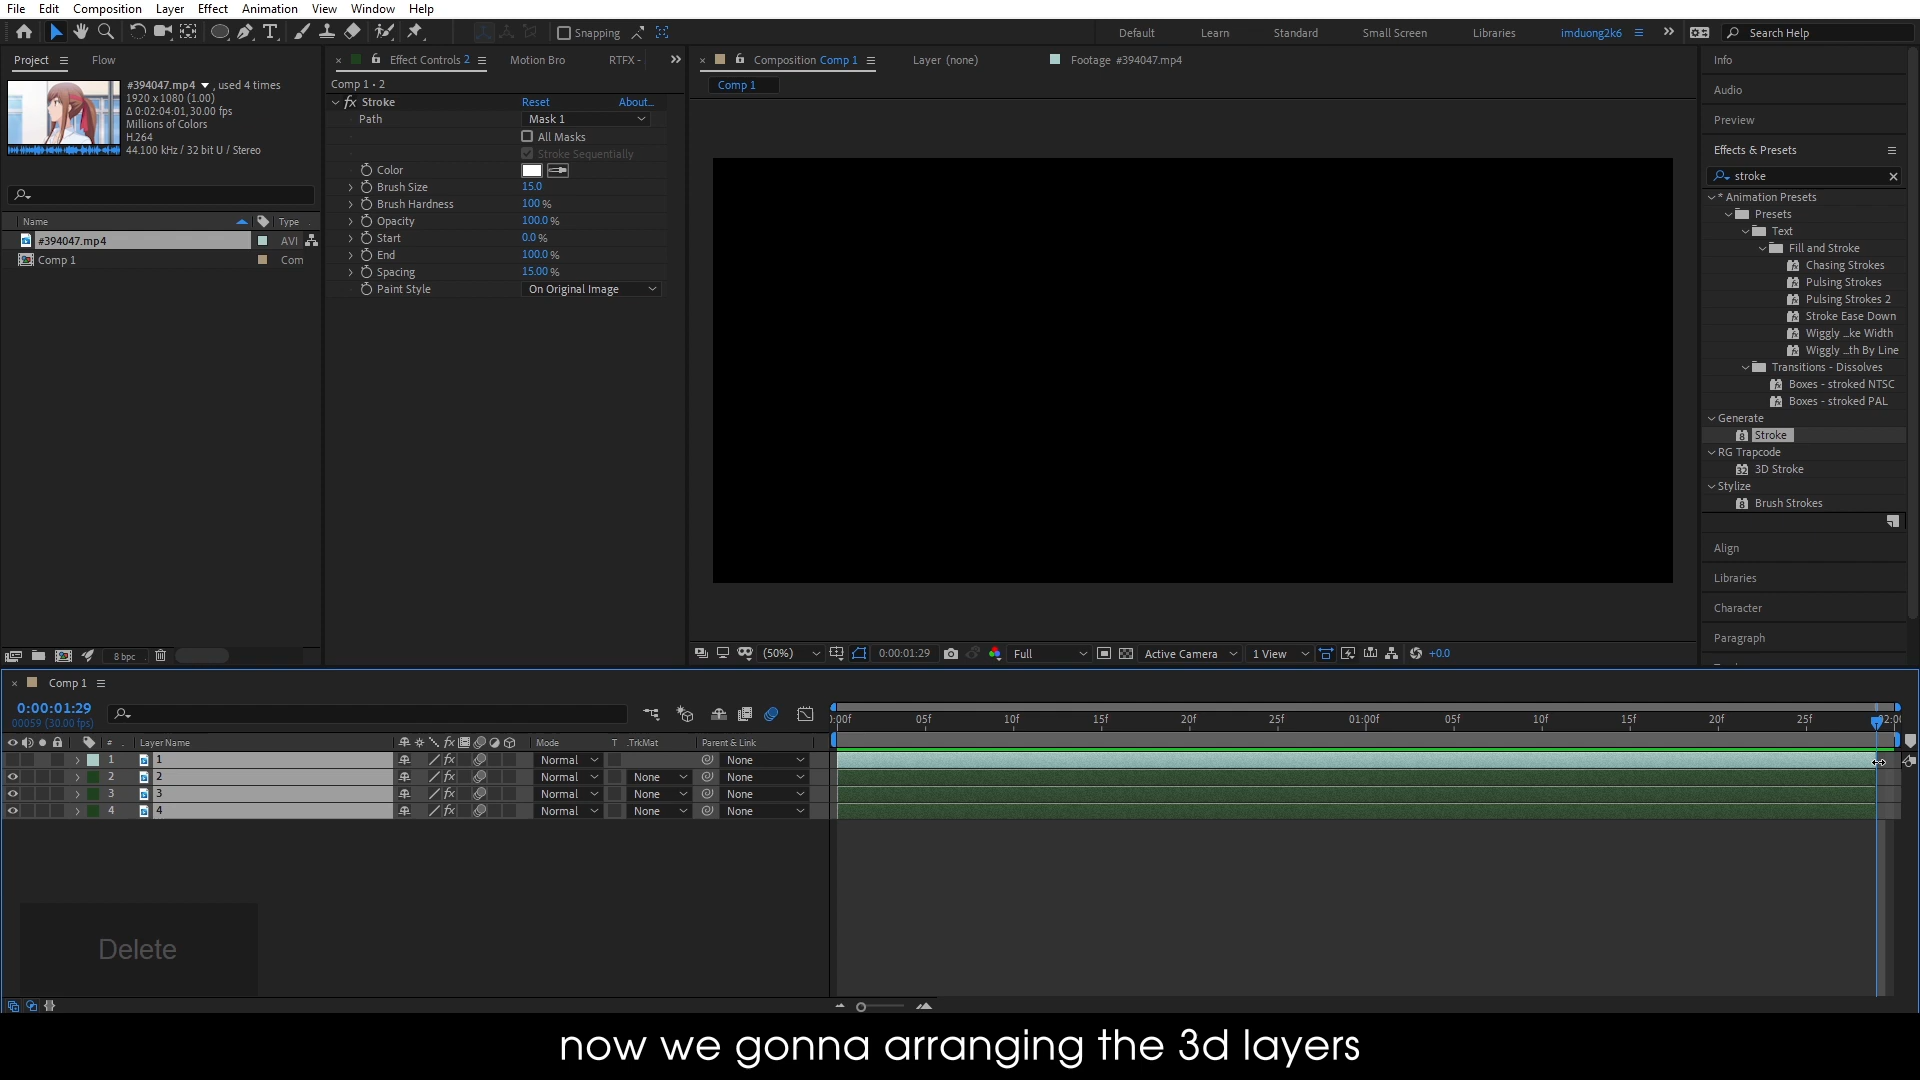 File Edit Composition Layer Effect Animation View Window Help
Snapping Default Learn Standard Small Screen Libraries imduong2k6 Search Help
Project Flow
#394047.mp4 , used 4 times
1920 x 1080 (1.00)
Δ 0:02:04:01, 30.00 fps
Millions of Colors
H.264
44.100 kHz / 32 bit U / Stereo
Name Type
#394047.mp4 AVI
Comp 1 Com
8 bpc
Effect Controls 2 Motion Bro RTFX -
Comp 1 • 2
fx Stroke Reset About...
Path Mask 1
All Masks
Stroke Sequentially
Color
Brush Size 15.0
Brush Hardness 100 %
Opacity 100.0 %
Start 0.0 %
End 100.0 %
Spacing 15.00 %
Paint Style On Original Image
Composition Comp 1 Layer (none) Footage #394047.mp4
Comp 1
(50%) 0:00:01:29 Full Active Camera 1 View +0.0
Info
Audio
Preview
Effects & Presets
stroke
* Animation Presets
Presets
Text
Fill and Stroke
Chasing Strokes
Pulsing Strokes
Pulsing Strokes 2
Stroke Ease Down
Wiggly ...ke Width
Wiggly ...th By Line
Transitions - Dissolves
Boxes - stroked NTSC
Boxes - stroked PAL
Generate
Stroke
RG Trapcode
3D Stroke
Stylize
Brush Strokes
Align
Libraries
Character
Paragraph
Comp 1
0:00:01:29
00059 (30.00 fps)
):00f 05f 10f 15f 20f 25f 01:00f 05f 10f 15f 20f 25f 02:00
# Layer Name fx Mode T .TrkMat Parent & Link
1 1 fx Normal None
2 2 fx Normal None None
3 3 fx Normal None None
4 4 fx Normal None None
Delete
now we gonna arranging the 3d layers